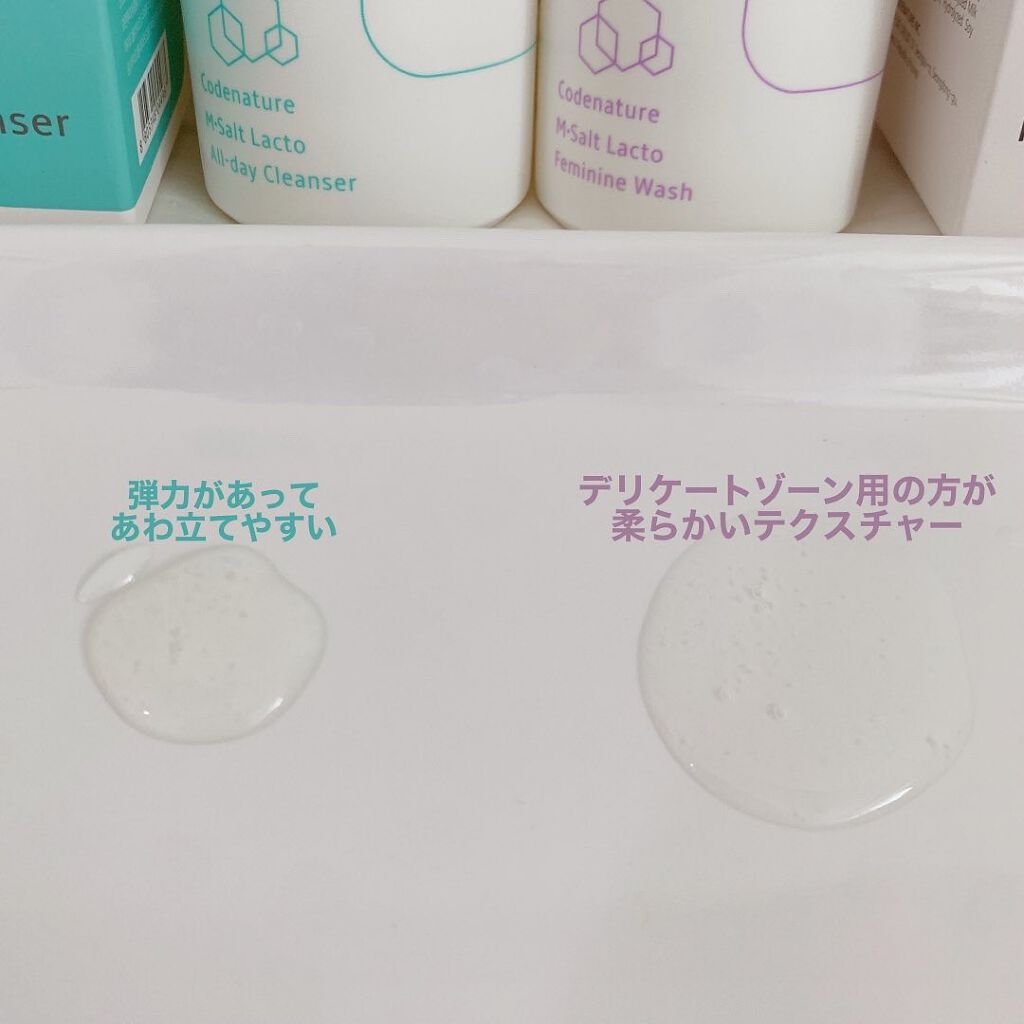 nser
Codenature
M·Salt Lacto
All-day Cleanser
Codenature
M·Salt Lacto
Feminine Wash
弾力があって
あわ立てやすい
デリケートゾーン用の方が
柔らかいテクスチャー